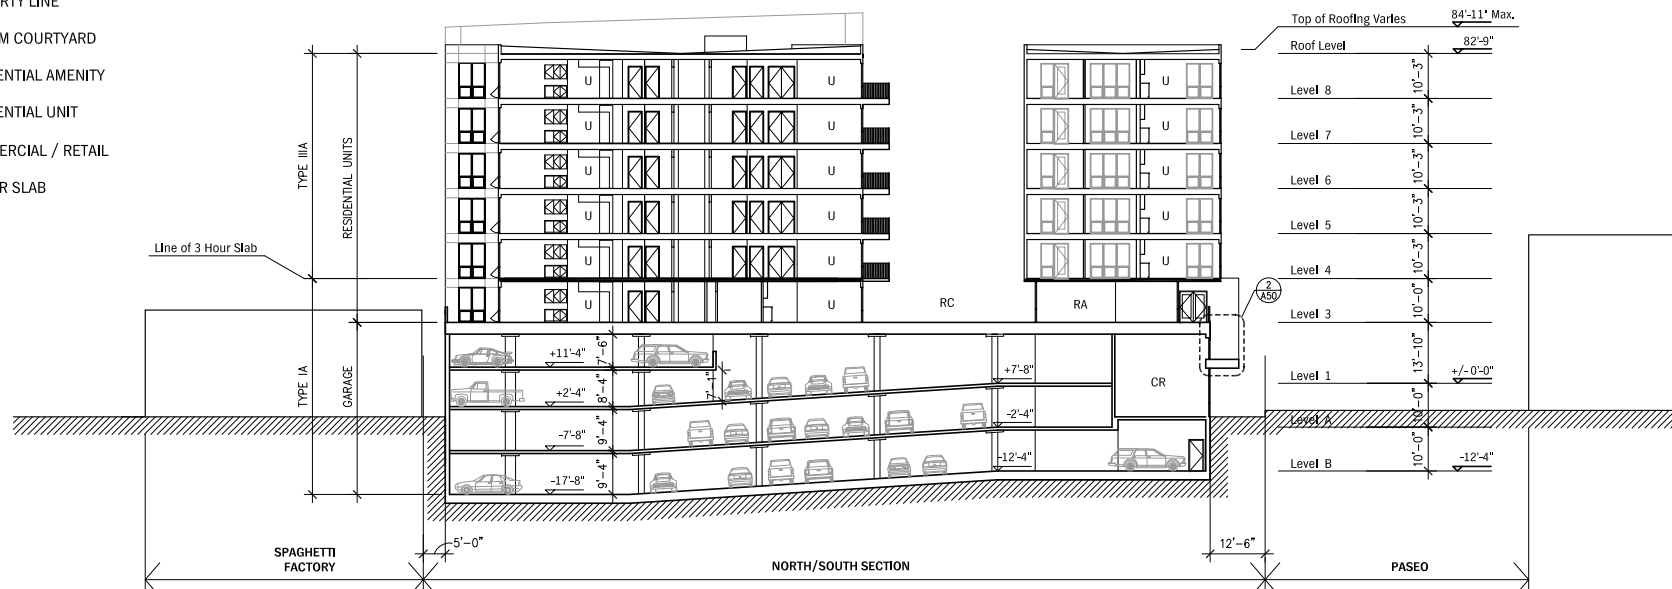 RTY LINE
M COURTYARD
ENTIAL AMENITY
ENTIAL UNIT
ERCIAL / RETAIL
R SLAB
Line of 3 Hour Slab
TYPE IIIA
RESIDENTIAL UNITS
TYPE IA
GARAGE
U U U
U U U
U U U
U U U
U U U
U U
RC
RA
CR
2
A50
+11'-4"
+2'-4"
-7'-8"
-17'-8"
7'-6"
8'-4"
9'-4"
9'-4"
7'-1"
+7'-8"
-2'-4"
-12'-4"
Top of Roofing Varies 84'-11" Max.
Roof Level 82'-9"
10'-3"
Level 8
10'-3"
Level 7
10'-3"
Level 6
10'-3"
Level 5
10'-3"
Level 4
10'-0"
Level 3
13'-10"
Level 1 +/- 0'-0"
10'-0"
Level A
10'-0"
Level B -12'-4"
5'-0"
12'-6"
SPAGHETTI
FACTORY
NORTH/SOUTH SECTION
PASEO